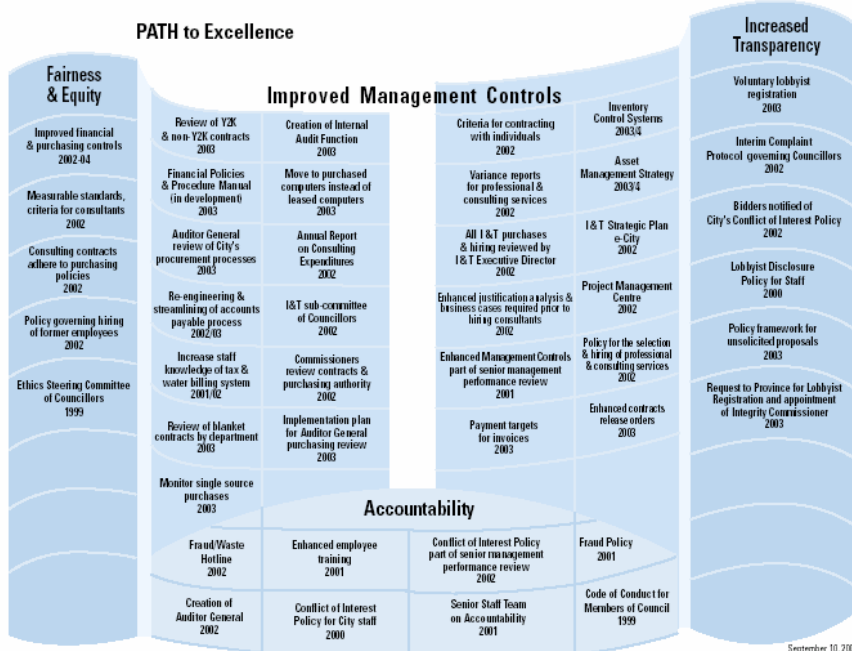 PATH to Excellence
Fairness
& Equity
Improved financial
& purchasing controls
2002-04
Measurable standards,
criteria for consultants
2002
Consulting contracts
adhere to purchasing
policies
2002
Policy governing hiring
of former employees
2002
Ethics Steering Committee
of Councillors
1999
Improved Management Controls
Review of Y2K
& non-Y2K contracts
2003
Financial Policies
& Procedure Manual
(in development)
2003
Auditor General
review of City's
procurement processes
2003
Re-engineering &
streamlining of accounts
payable process
2002/03
Increase staff
knowledge of tax &
water billing system
2001/02
Review of blanket
contracts by department
2003
Monitor single source
purchases
2003
Creation of Internal
Audit Function
2003
Move to purchased
computers instead of
leased computers
2003
Annual Report
on Consulting
Expenditures
2002
I&T sub-committee
of Councillors
2002
Commissioners
review contracts &
purchasing authority
2002
Implementation plan
for Auditor General
purchasing review
2003
Criteria for contracting
with individuals
2002
Variance reports
for professional &
consulting services
2002
All I&T purchases
& hiring reviewed by
I&T Executive Director
2002
Enhanced justification analysis &
business cases required prior to
hiring consultants
2002
Enhanced Management Controls
part of senior management
performance review
2001
Payment targets
for invoices
2003
Inventory
Control Systems
2003/4
Asset
Management Strategy
2003/4
I&T Strategic Plan
e-City
2002
Project Management
Centre
2002
Policy for the selection
& hiring of professional
& consulting services
2002
Enhanced contracts
release orders
2003
Accountability
Fraud/Waste
Hotline
2002
Enhanced employee
training
2001
Conflict of Interest Policy
part of senior management
performance review
2002
Fraud Policy
2001
Creation of
Auditor General
2002
Conflict of Interest
Policy for City staff
2000
Senior Staff Team
on Accountability
2001
Code of Conduct for
Members of Council
1999
Increased
Transparency
Voluntary lobbyist
registration
2003
Interim Complaint
Protocol governing Councillors
2002
Bidders notified of
City's Conflict of Interest Policy
2002
Lobbyist Disclosure
Policy for Staff
2000
Policy framework for
unsolicited proposals
2003
Request to Province for Lobbyist
Registration and appointment
of Integrity Commissioner
2003
September 10,